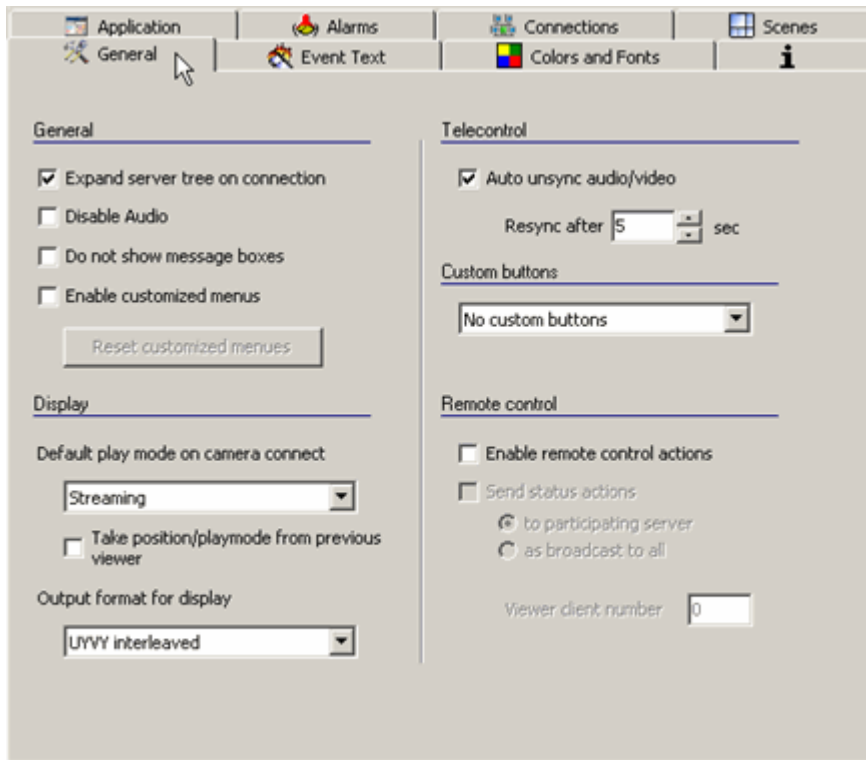 Application
Alarms
Connections
Scenes
General
Event Text
Colors and Fonts
i
General
Expand server tree on connection
Disable Audio
Do not show message boxes
Enable customized menus
Reset customized menues
Display
Default play mode on camera connect
Streaming
Take position/playmode from previous
viewer
Output format for display
UYVY interleaved
Telecontrol
Auto unsync audio/video
Resync after 5 sec
Custom buttons
No custom buttons
Remote control
Enable remote control actions
Send status actions
to participating server
as broadcast to all
Viewer client number 0